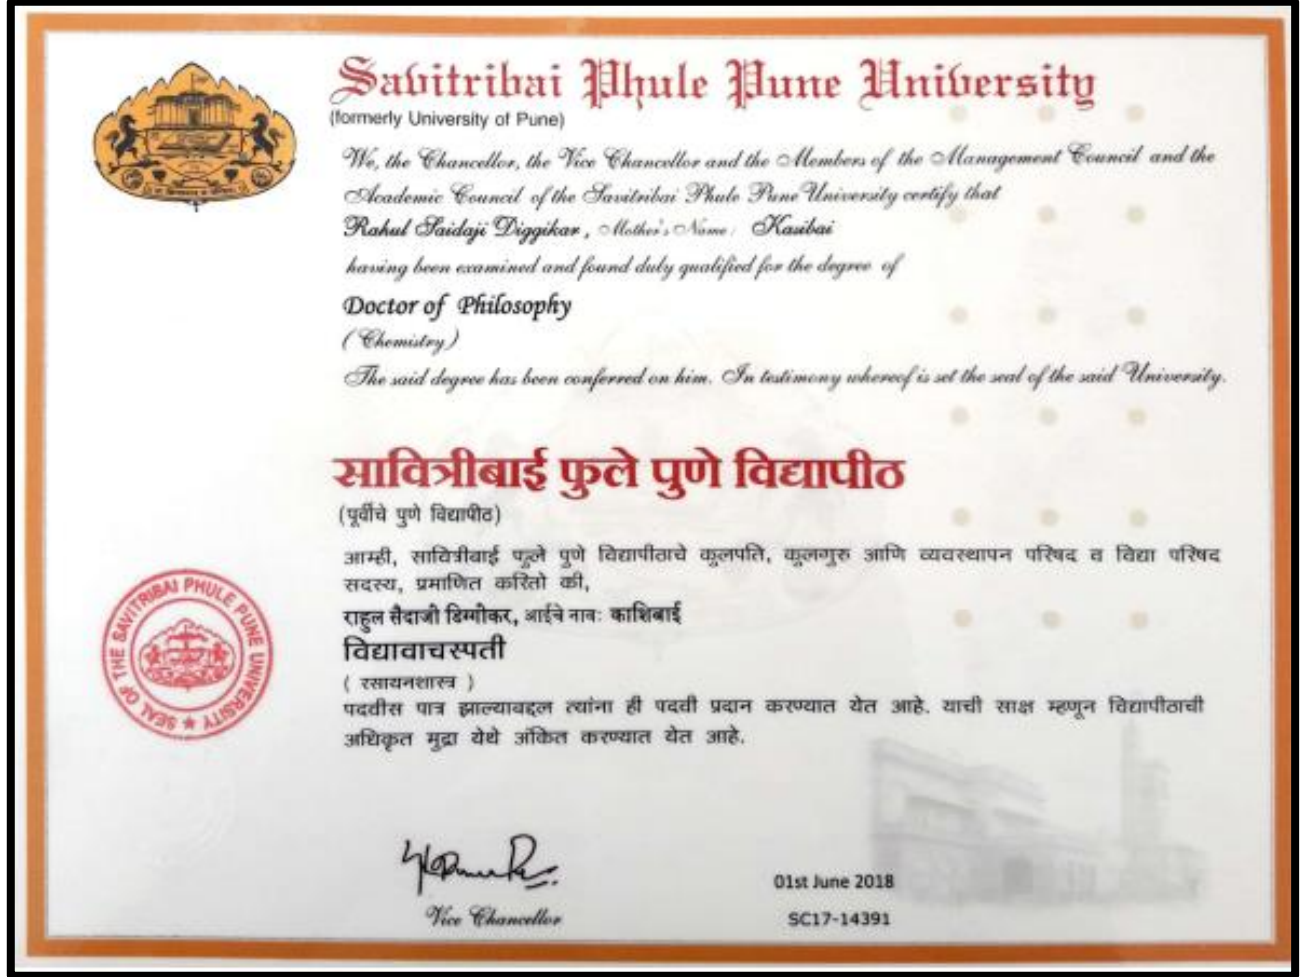 Savitribai Phule Pune University
(formerly University of Pune)
We, the Chancellor, the Vice Chancellor and the Members of the Management Council and the
Academic Council of the Savitribai Phule Pune University certify that
Rahul Saidaji Diggikar, Mother's Name: Kasibai
having been examined and found duly qualified for the degree of
Doctor of Philosophy
(Chemistry)
The said degree has been conferred on him. In testimony whereof is set the seal of the said University.
सावित्रीबाई फुले पुणे विद्यापीठ
(पूर्वीचे पुणे विद्यापीठ)
आम्ही, सावित्रीबाई फुले पुणे विद्यापीठाचे कुलपति, कुलगुरु आणि व्यवस्थापन परिषद व विद्या परिषद
सदस्य, प्रमाणित करितो की,
राहुल सैदाजी डिग्गीकर, आईचे नावः काशिबाई
विद्यावाचस्पती
( रसायनशास्त्र )
पदवीस पात्र झाल्याबद्दल त्यांना ही पदवी प्रदान करण्यात येत आहे. याची साक्ष म्हणून विद्यापीठाची
अधिकृत मुद्रा येथे अंकित करण्यात येत आहे.
SEAL OF THE SAVITRIBAI PHULE PUNE UNIVERSITY
Vice Chancellor
01st June 2018
SC17-14391